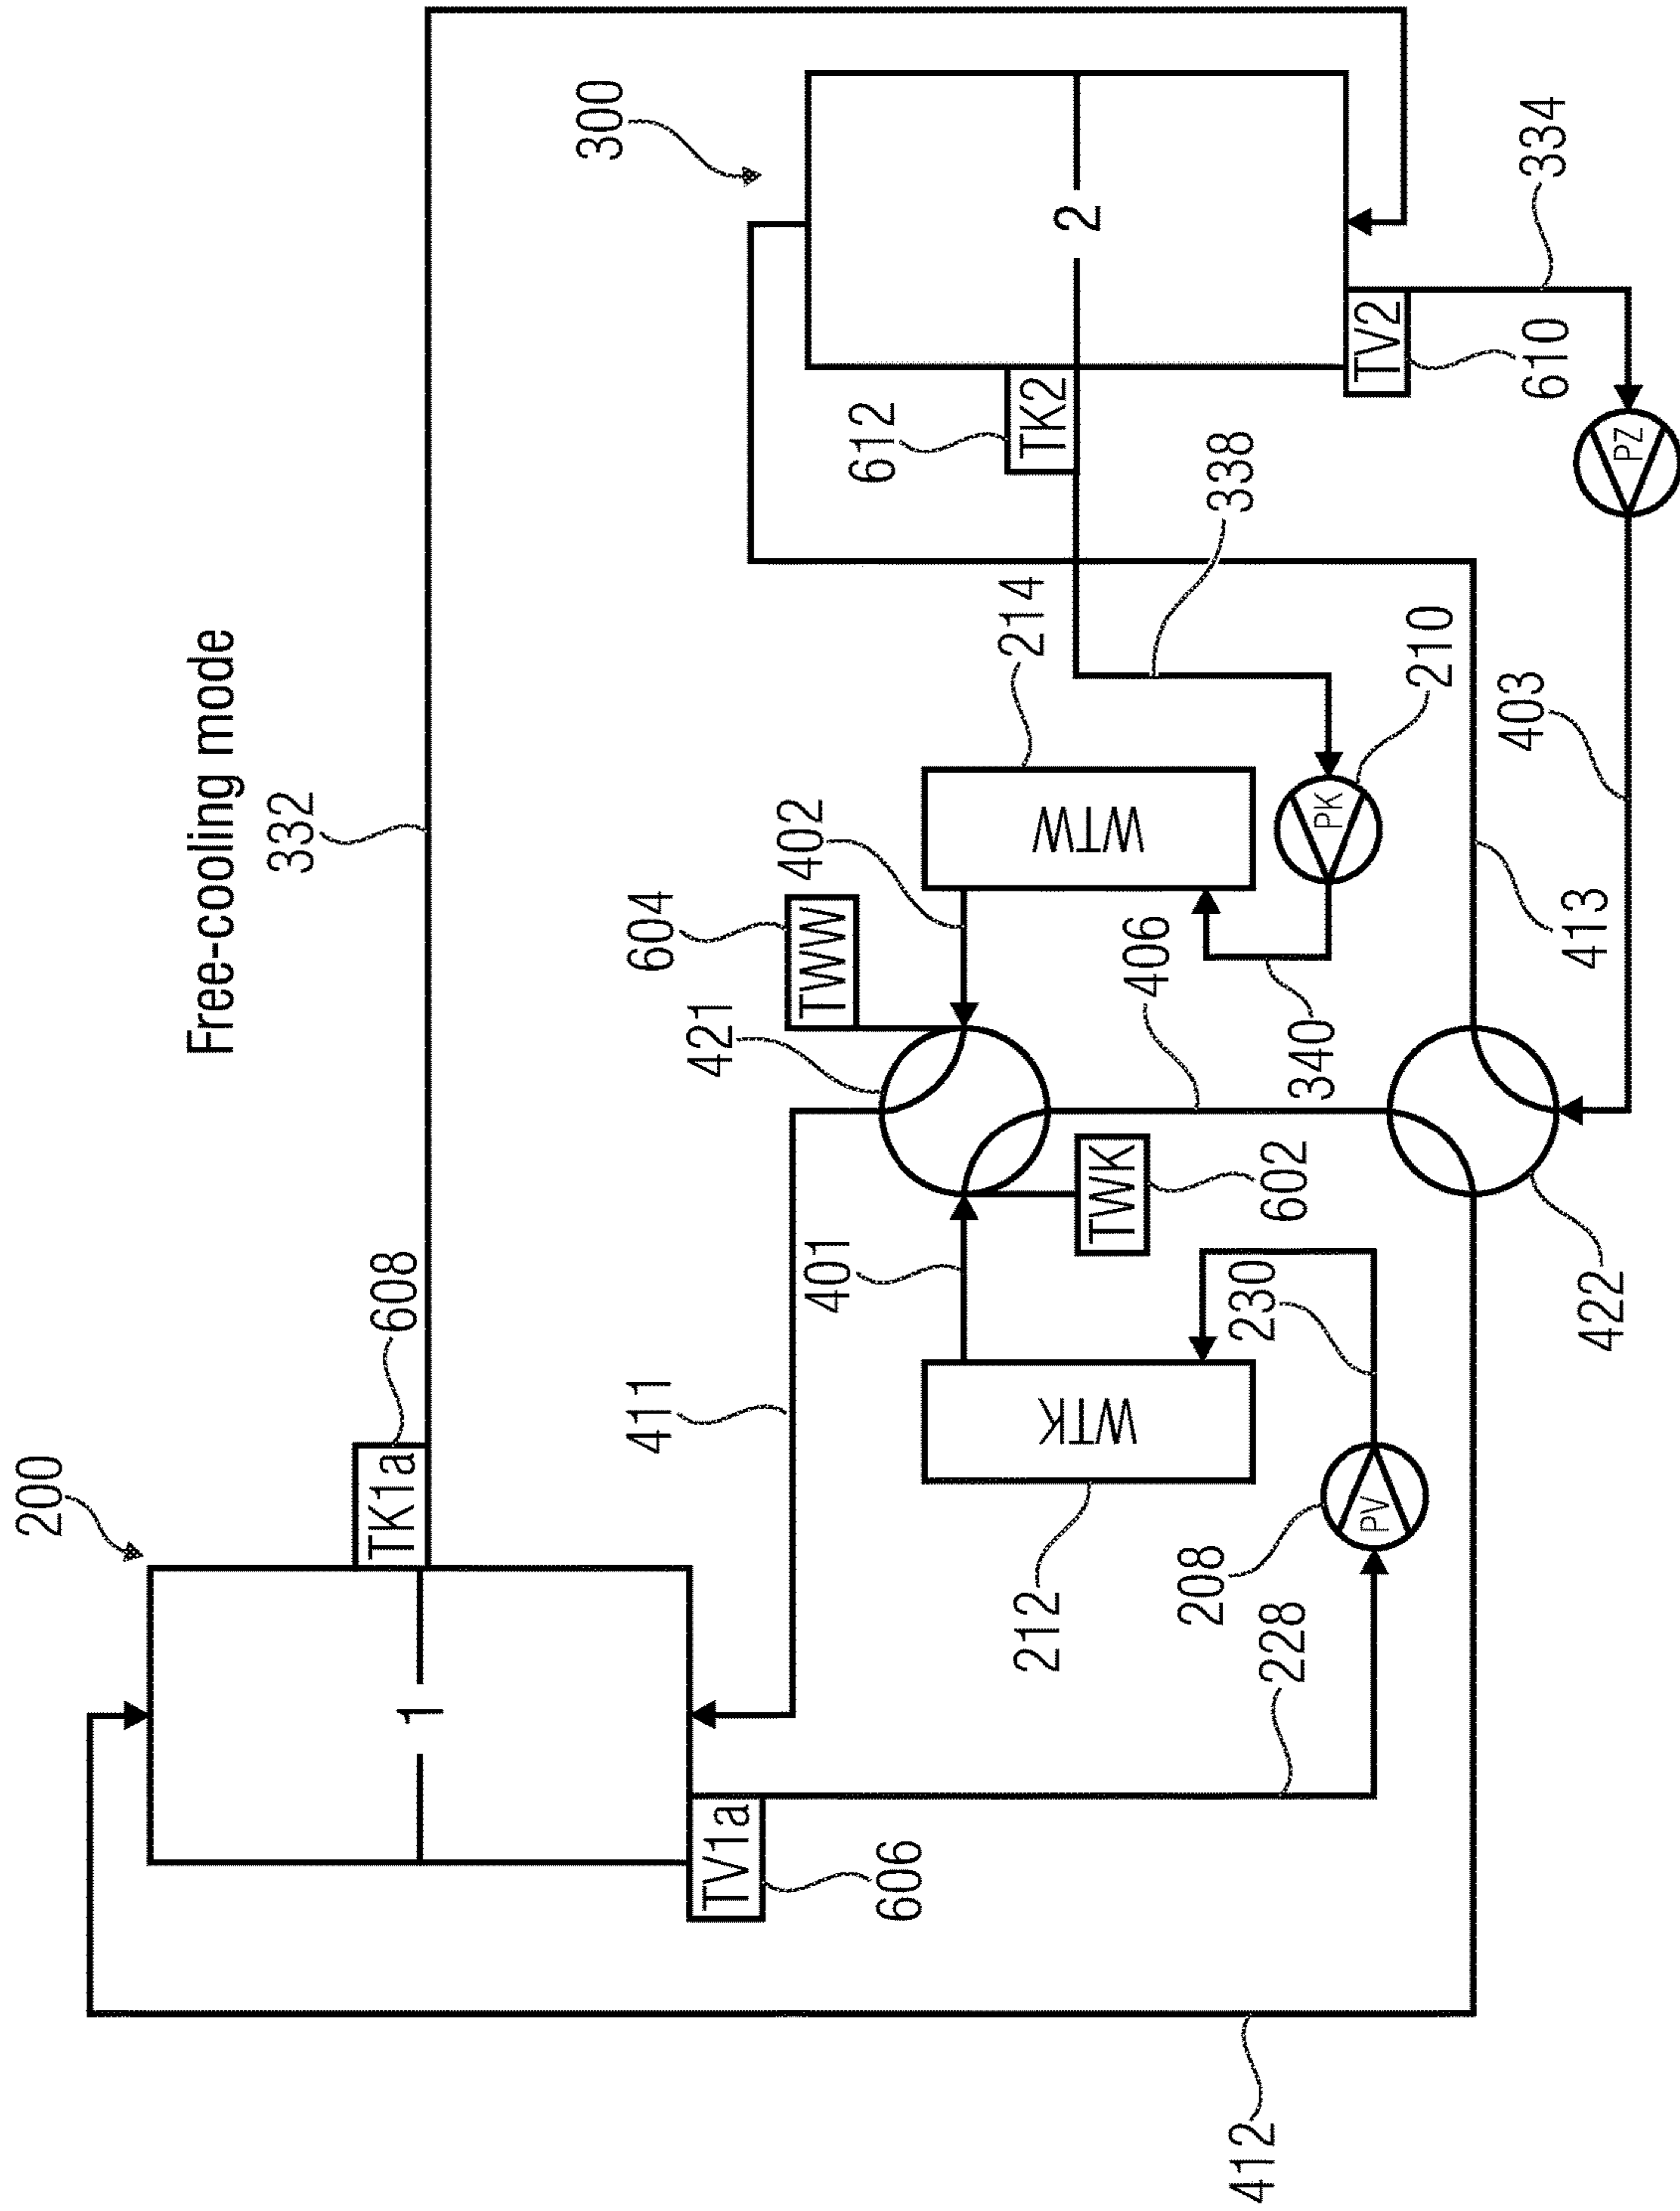 Free-cooling mode
200
332
TK1a
608
1
300
411
604
421
TV1a
401
TWW
402
606
612
212
214
TK2
2
WTK
TWK
WTW
406
208
338
412
228
230
602
340
PV
PK
TV2
210
403
610
334
422
413
PZ